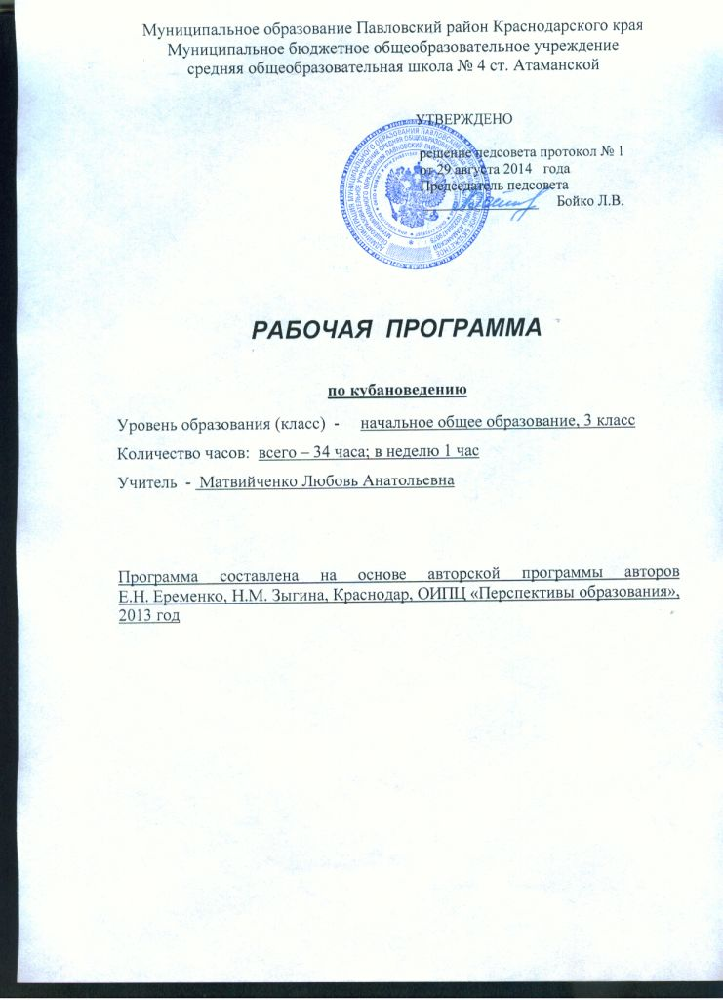 Муниципальное образование Павловский район Краснодарского края
Муниципальное бюджетное общеобразовательное учреждение
средняя общеобразовательная школа № 4 ст. Атаманской
УТВЕРЖДЕНО
решение педсовета протокол № 1
от 29 августа 2014 года
Председатель педсовета
Бойко Л.В.
РАБОЧАЯ ПРОГРАММА
по кубановедению
Уровень образования (класс) - начальное общее образование, 3 класс
Количество часов: всего – 34 часа; в неделю 1 час
Учитель - Матвийченко Любовь Анатольевна
Программа составлена на основе авторской программы авторов
Е.Н. Еременко, Н.М. Зыгина, Краснодар, ОИПЦ «Перспективы образования»,
2013 год